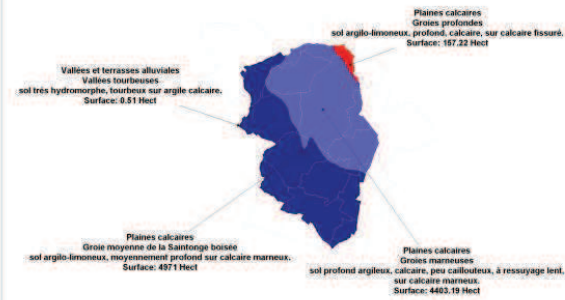 Plaines calcaires
Groies profondes
sol argilo-limoneux, profond, calcaire, sur calcaire fissuré.
Surface: 157.22 Hect
Vallées et terrasses alluviales
Vallées tourbeuses
sol trés hydromorphe, tourbeux sur argile calcaire.
Surface: 0.51 Hect
Plaines calcaires
Groie moyenne de la Saintonge boisée
sol argilo-limoneux, moyennement profond sur calcaire marneux.
Surface: 4971 Hect
Plaines calcaires
Groies marneuses
sol profond argileux, calcaire, peu caillouteux, à ressuyage lent,
sur calcaire marneux.
Surface: 4403.19 Hect